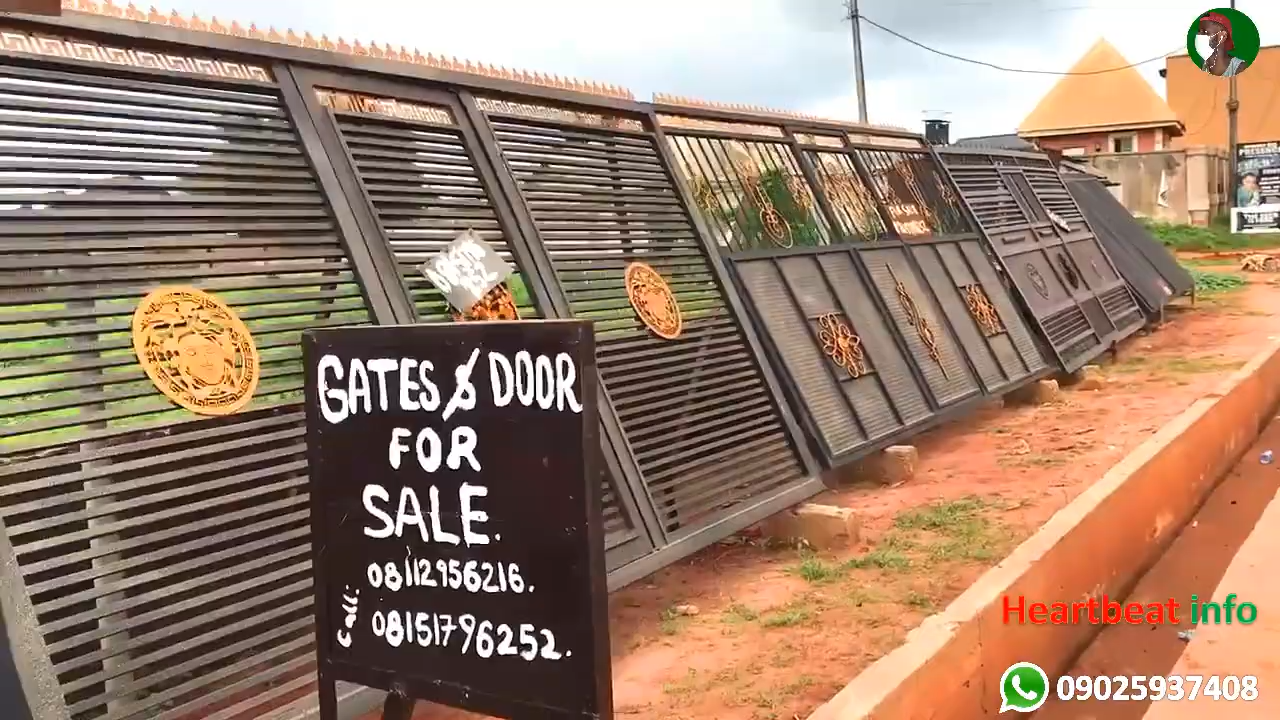 GATES & DOOR
FOR
SALE.
08112956216.
Call:
08151796252.
Heartbeat info
09025937408